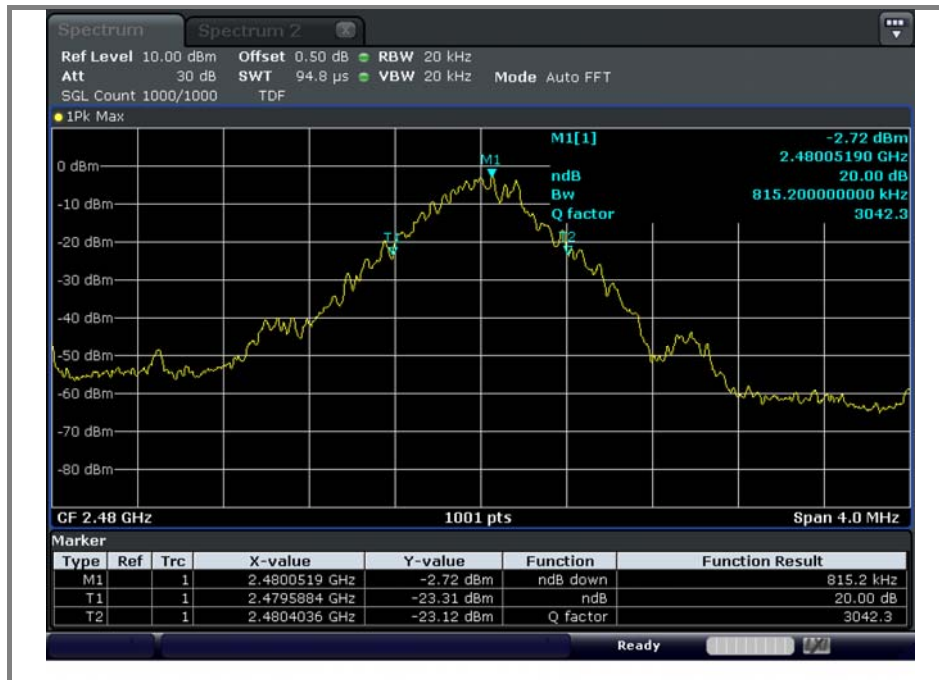 Spectrum Spectrum 2 X
Ref Level 10.00 dBm Offset 0.50 dB RBW 20 kHz
Att 30 dB SWT 94.8 µs VBW 20 kHz Mode Auto FFT
SGL Count 1000/1000 TDF
1Pk Max
M1[1] -2.72 dBm
2.48005190 GHz
ndB 20.00 dB
Bw 815.200000000 kHz
Q factor 3042.3
M1
T1
T2
0 dBm
-10 dBm
-20 dBm
-30 dBm
-40 dBm
-50 dBm
-60 dBm
-70 dBm
-80 dBm
CF 2.48 GHz 1001 pts Span 4.0 MHz
Marker
Type Ref Trc X-value Y-value Function Function Result
M1 1 2.4800519 GHz -2.72 dBm ndB down 815.2 kHz
T1 1 2.4795884 GHz -23.31 dBm ndB 20.00 dB
T2 1 2.4804036 GHz -23.12 dBm Q factor 3042.3
Ready